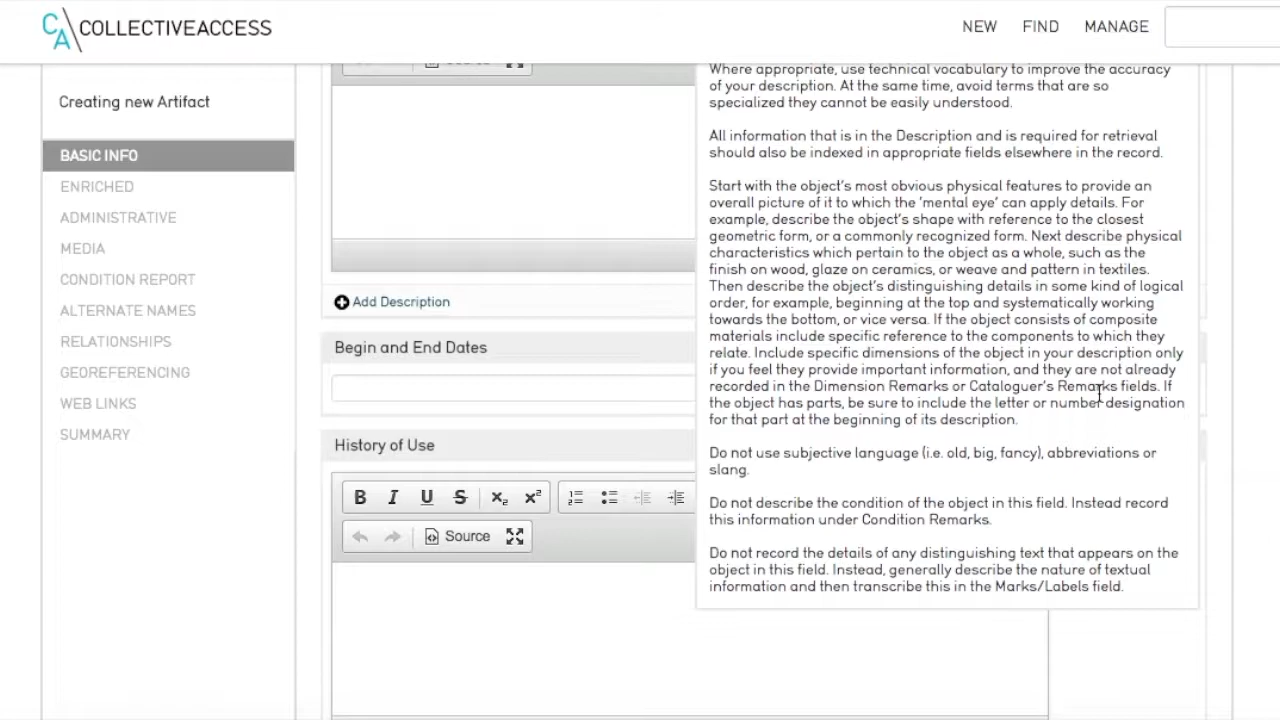 CA COLLECTIVEACCESS
NEW
FIND
MANAGE
Creating new Artifact
BASIC INFO
ENRICHED
ADMINISTRATIVE
MEDIA
CONDITION REPORT
ALTERNATE NAMES
RELATIONSHIPS
GEOREFERENCING
WEB LINKS
SUMMARY
Add Description
Begin and End Dates
History of Use
B I U S x₂ x²
Source
Where appropriate, use technical vocabulary to improve the accuracy
of your description. At the same time, avoid terms that are so
specialized they cannot be easily understood.
All information that is in the Description and is required for retrieval
should also be indexed in appropriate fields elsewhere in the record.
Start with the object's most obvious physical features to provide an
overall picture of it to which the 'mental eye' can apply details. For
example, describe the object's shape with reference to the closest
geometric form, or a commonly recognized form. Next describe physical
characteristics which pertain to the object as a whole, such as the
finish on wood, glaze on ceramics, or weave and pattern in textiles.
Then describe the object's distinguishing details in some kind of logical
order, for example, beginning at the top and systematically working
towards the bottom, or vice versa. If the object consists of composite
materials include specific reference to the components to which they
relate. Include specific dimensions of the object in your description only
if you feel they provide important information, and they are not already
recorded in the Dimension Remarks or Cataloguer's Remarks fields. If
the object has parts, be sure to include the letter or number designation
for that part at the beginning of its description.
Do not use subjective language (i.e. old, big, fancy), abbreviations or
slang.
Do not describe the condition of the object in this field. Instead record
this information under Condition Remarks.
Do not record the details of any distinguishing text that appears on the
object in this field. Instead, generally describe the nature of textual
information and then transcribe this in the Marks/Labels field.